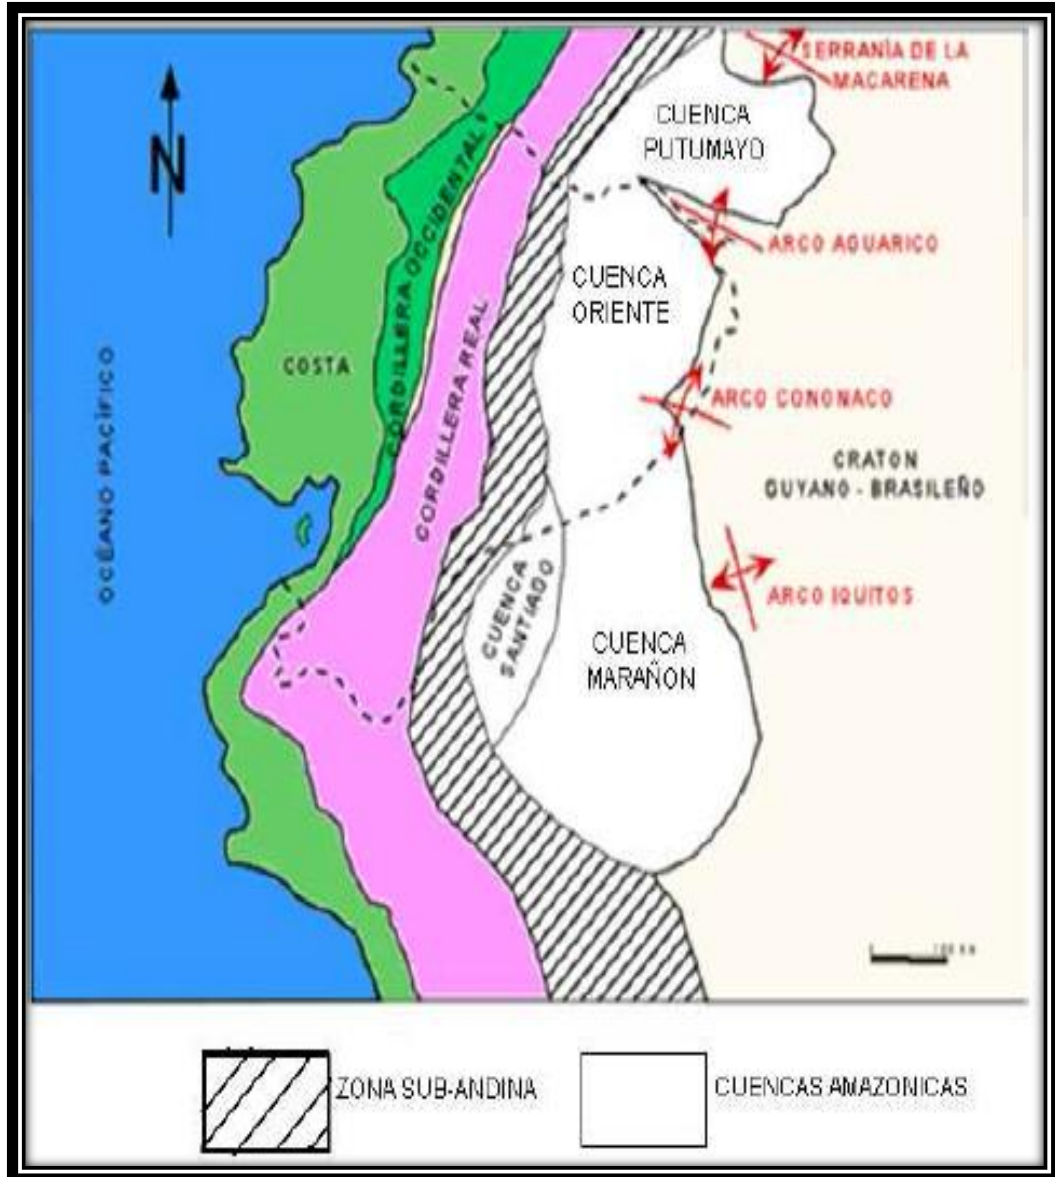 SERRANÍA DE LA
MACARENA
CUENCA
PUTUMAYO
N
ARCO AGUARICO
CORDILLERA OCCIDENTAL
CUENCA
ORIENTE
COSTA
CORDILLERA REAL
OCÉANO PACÍFICO
ARCO CONONACO
CRATON
GUYANO - BRASILEÑO
CUENCA
SANTIADO
ARCO IQUITOS
CUENCA
MARAÑON
ZONA SUB-ANDINA
CUENCAS AMAZONICAS